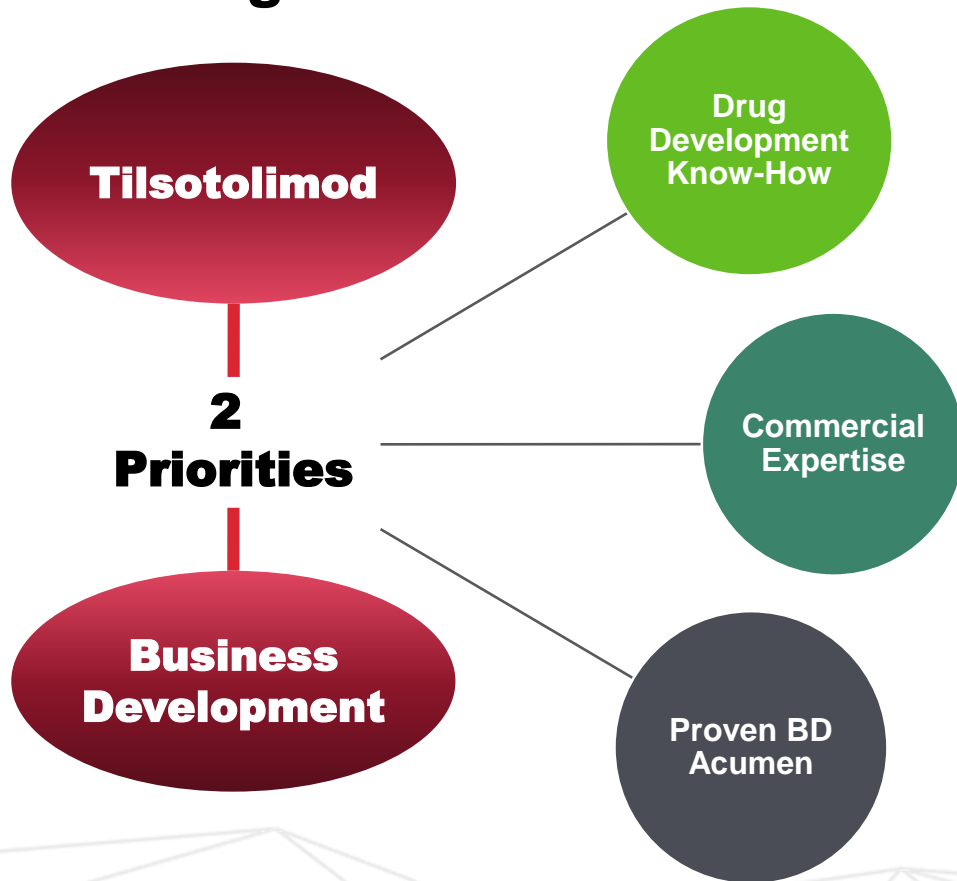 Tilsotolimod
2
Priorities
Business
Development
Drug
Development
Know-How
Commercial
Expertise
Proven BD
Acumen